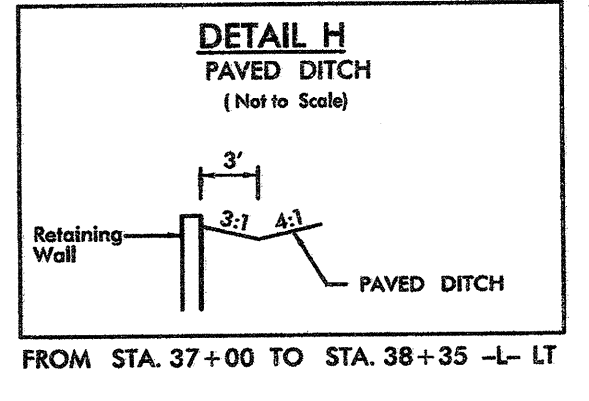 DETAIL H
PAVED DITCH
(Not to Scale)
3'
3:1 4:1
Retaining
Wall
PAVED DITCH
FROM STA. 37+00 TO STA. 38+35 -L- LT